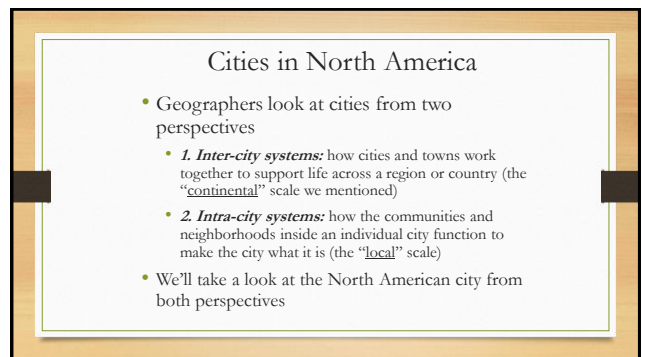 Cities in North America
• Geographers look at cities from two
perspectives
• 1. Inter-city systems: how cities and towns work
together to support life across a region or country (the
“continental” scale we mentioned)
• 2. Intra-city systems: how the communities and
neighborhoods inside an individual city function to
make the city what it is (the “local” scale)
• We’ll take a look at the North American city from
both perspectives